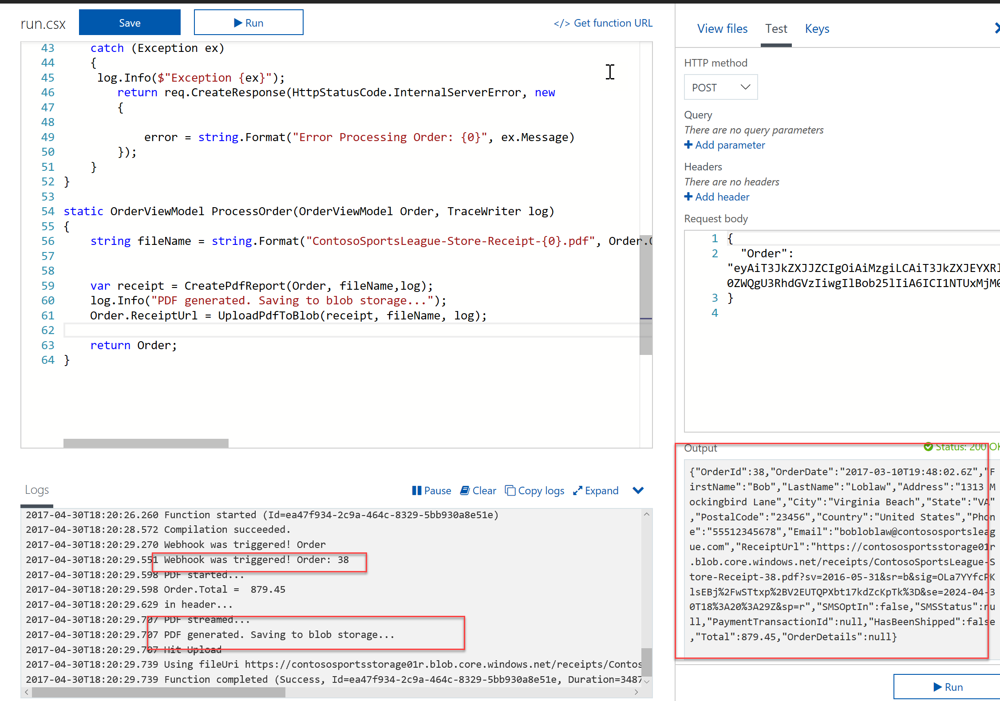 run.csx
Save
Run
</> Get function URL
43 catch (Exception ex)
44 {
45 log.Info($"Exception {ex}");
46 return req.CreateResponse(HttpStatusCode.InternalServerError, new
47 {
48
49 error = string.Format("Error Processing Order: {0}", ex.Message)
50 });
51 }
52 }
53
54 static OrderViewModel ProcessOrder(OrderViewModel Order, TraceWriter log)
55 {
56 string fileName = string.Format("ContosoSportsLeague-Store-Receipt-{0}.pdf", Order.
57
58
59 var receipt = CreatePdfReport(Order, fileName,log);
60 log.Info("PDF generated. Saving to blob storage...");
61 Order.ReceiptUrl = UploadPdfToBlob(receipt, fileName, log);
62
63 return Order;
64 }
Logs
Pause
Clear
Copy logs
Expand
2017-04-30T18:20:26.260 Function started (Id=ea47f934-2c9a-464c-8329-5bb930a8e51e)
2017-04-30T18:20:28.572 Compilation succeeded.
2017-04-30T18:20:29.270 Webhook was triggered! Order
2017-04-30T18:20:29.551 Webhook was triggered! Order: 38
2017-04-30T18:20:29.598 PDF started...
2017-04-30T18:20:29.598 Order.Total =  879.45
2017-04-30T18:20:29.629 in header...
2017-04-30T18:20:29.707 PDF streamed...
2017-04-30T18:20:29.707 PDF generated. Saving to blob storage...
2017-04-30T18:20:29.707 Hit Upload
2017-04-30T18:20:29.739 Using fileUri https://contososportsstorage01r.blob.core.windows.net/receipts/Contos
2017-04-30T18:20:29.739 Function completed (Success, Id=ea47f934-2c9a-464c-8329-5bb930a8e51e, Duration=3487
View files
Test
Keys
HTTP method
POST
Query
There are no query parameters
Add parameter
Headers
There are no headers
Add header
Request body
1 {
2 "Order":
"eyAiT3JkZXJJZCIgOiAiMzgiLCAiT3JkZXJEYXRl
0ZWQgU3RhdGVzIiwgIlBob25lIiA6ICI1NTUxMjM0
3 }
4
Output
Status: 200 OK
{"OrderId":38,"OrderDate":"2017-03-10T19:48:02.6Z","F
irstName":"Bob","LastName":"Loblaw","Address":"1313 M
ockingbird Lane","City":"Virginia Beach","State":"VA"
,"PostalCode":"23456","Country":"United States","Phon
e":"55512345678","Email":"bobloblaw@contososportsleag
ue.com","ReceiptUrl":"https://contososportsstorage01r
.blob.core.windows.net/receipts/ContosoSportsLeague-S
tore-Receipt-38.pdf?sv=2016-05-31&sr=b&sig=OLa7YYfcPK
lsEBj%2FwSTtxp%2BV2EUTQPXbt17kdZcKpTk%3D&se=2024-04-3
0T18%3A20%3A29Z&sp=r","SMSOptIn":false,"SMSStatus":nu
ll,"PaymentTransactionId":null,"HasBeenShipped":false
,"Total":879.45,"OrderDetails":null}
Run